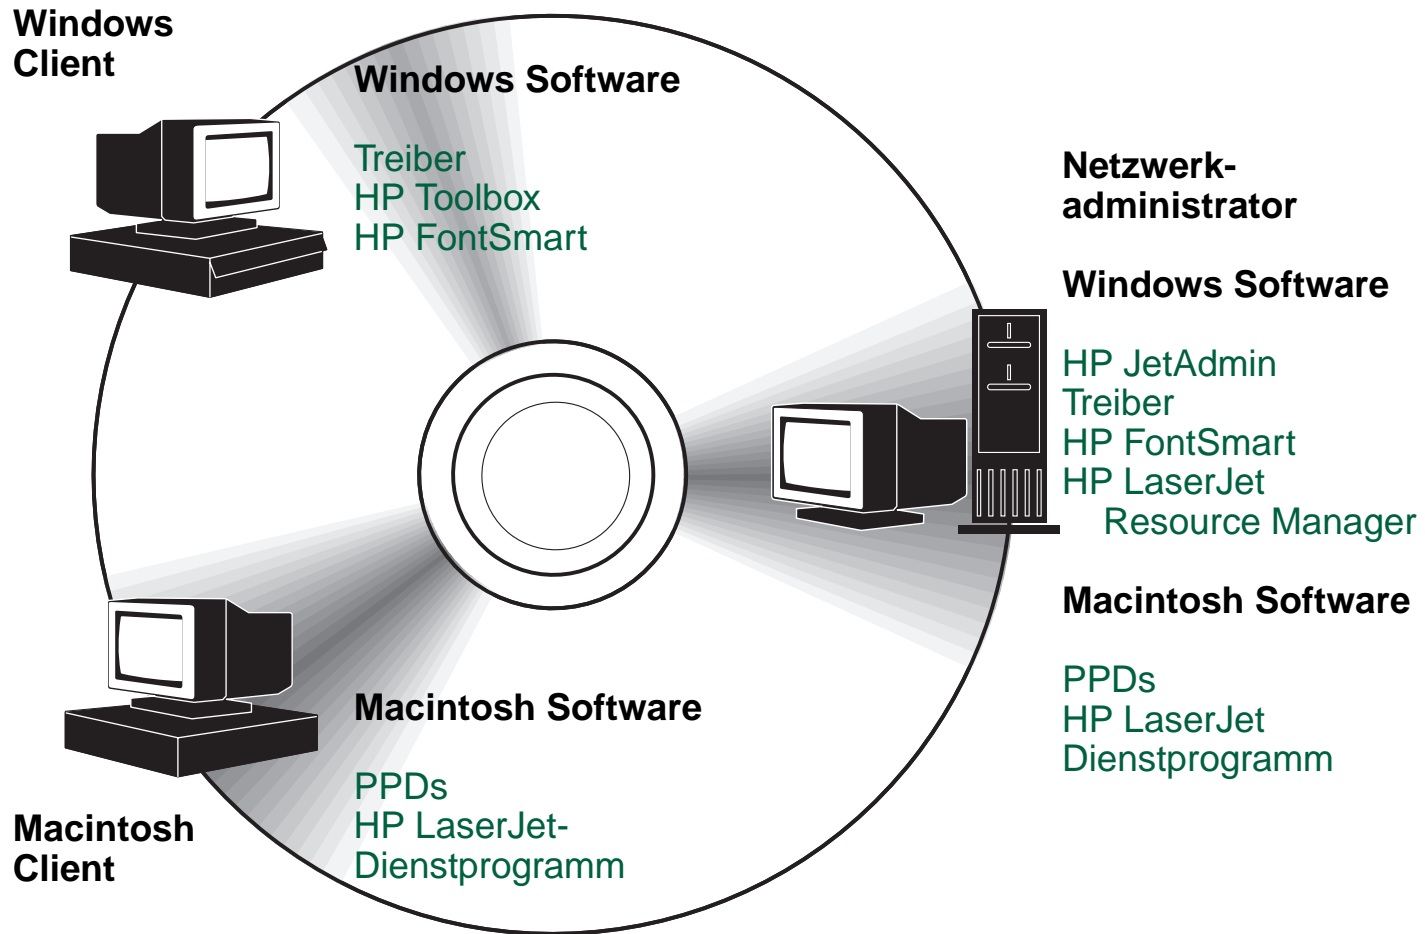 Windows
Client
Windows Software
Treiber
HP Toolbox
HP FontSmart
Netzwerk-
administrator
Windows Software
HP JetAdmin
Treiber
HP FontSmart
HP LaserJet
Resource Manager
Macintosh Software
PPDs
HP LaserJet
Dienstprogramm
Macintosh Software
PPDs
HP LaserJet-
Dienstprogramm
Macintosh
Client